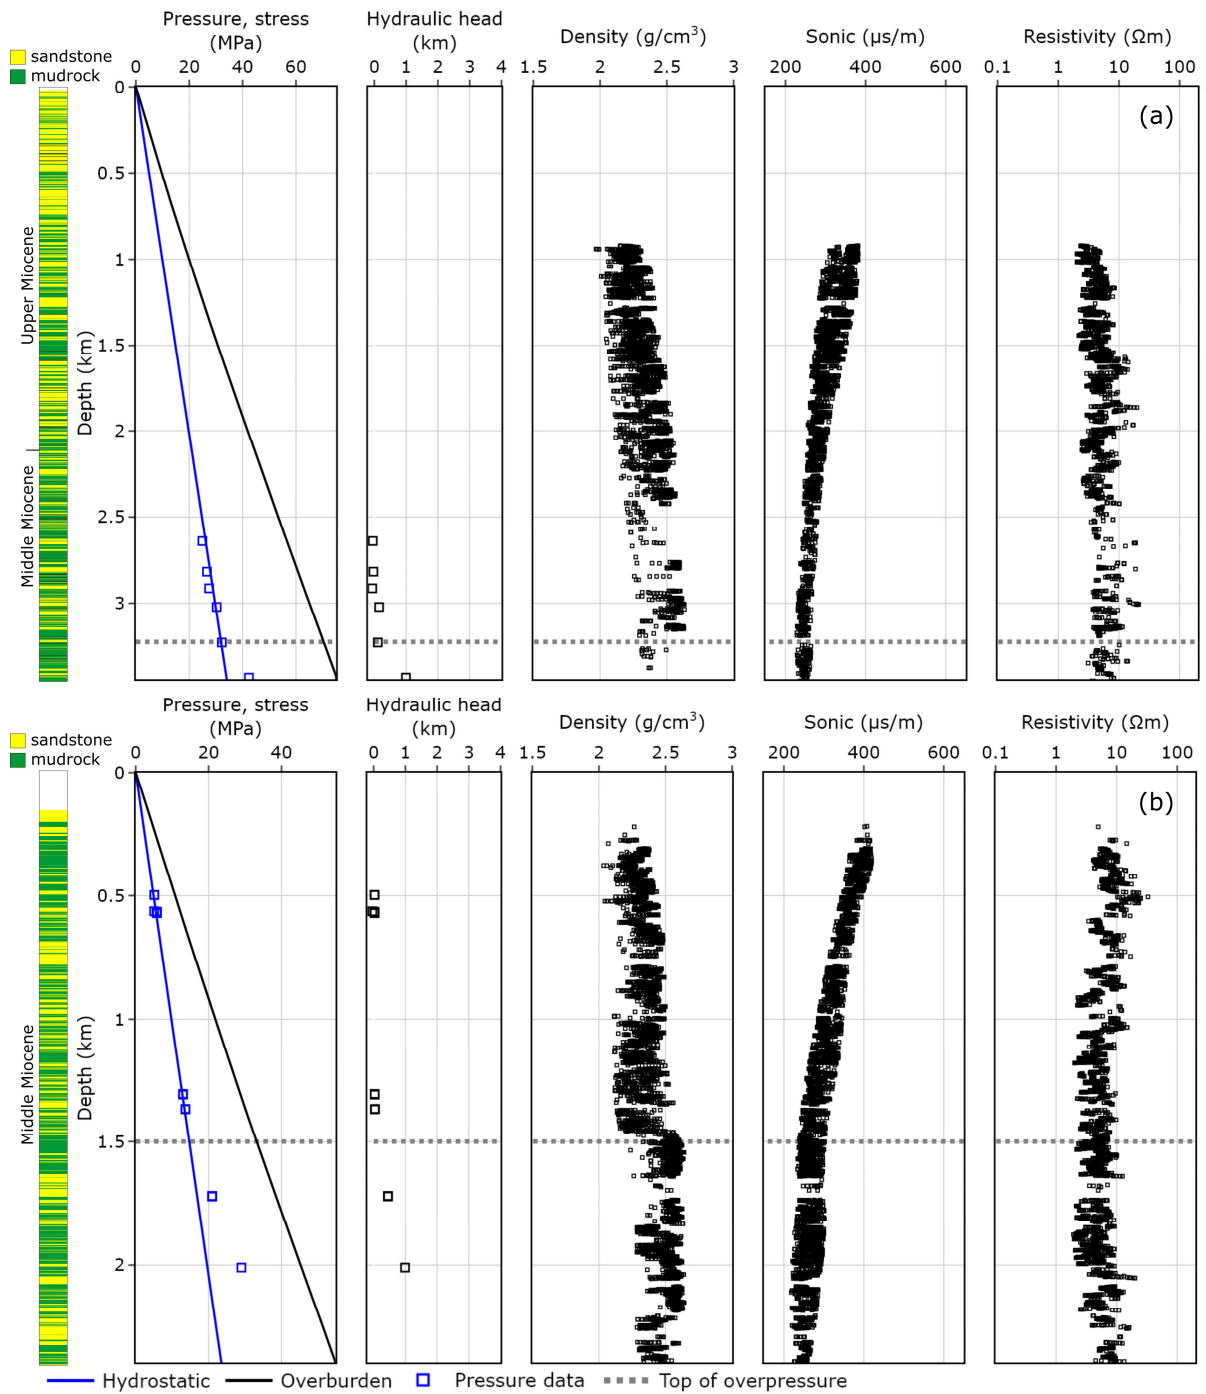 Pressure, stress (MPa)
Hydraulic head (km)
Density (g/cm³)
Sonic (µs/m)
Resistivity (Ωm)
sandstone
mudrock
0 20 40 60
0 1 2 3 4
1.5 2 2.5 3
200 400 600
0.1 1 10 100
(a)
0
0.5
1
1.5
2
2.5
3
Depth (km)
Upper Miocene
Middle Miocene
Pressure, stress (MPa)
Hydraulic head (km)
Density (g/cm³)
Sonic (µs/m)
Resistivity (Ωm)
sandstone
mudrock
0 20 40
0 1 2 3 4
1.5 2 2.5 3
200 400 600
0.1 1 10 100
(b)
0
0.5
1
1.5
2
Depth (km)
Middle Miocene
Hydrostatic Overburden Pressure data Top of overpressure